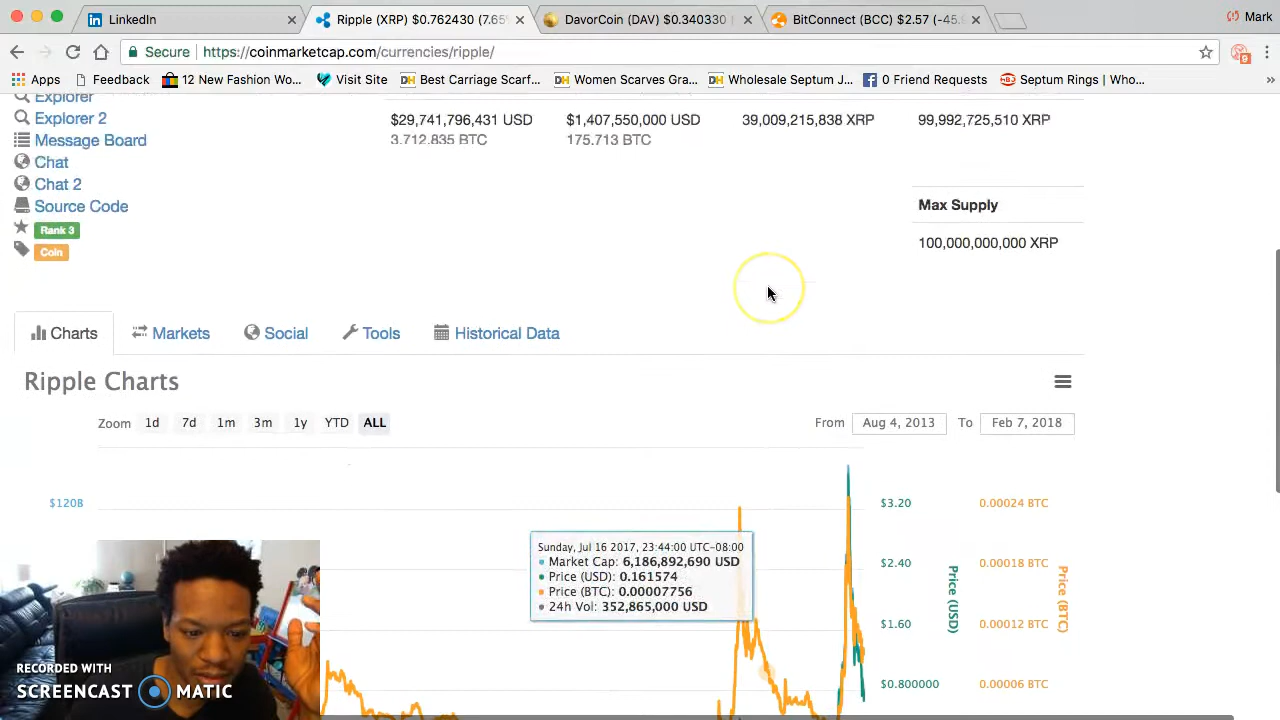 LinkedIn
Ripple (XRP) $0.762430 (7.65%
DavorCoin (DAV) $0.340330
BitConnect (BCC) $2.57 (-45.
Mark
Secure
https://coinmarketcap.com/currencies/ripple/
Apps
Feedback
12 New Fashion Wo...
Visit Site
Best Carriage Scarf...
Women Scarves Gra...
Wholesale Septum J...
0 Friend Requests
Septum Rings | Who...
»
Explorer
Explorer 2
Message Board
Chat
Chat 2
Source Code
Rank 3
Coin
$29,741,796,431 USD
3,712,835 BTC
$1,407,550,000 USD
175,713 BTC
39,009,215,838 XRP
99,992,725,510 XRP
Max Supply
100,000,000,000 XRP
Charts
Markets
Social
Tools
Historical Data
Ripple Charts
Zoom 1d 7d 1m 3m 1y YTD ALL
From Aug 4, 2013 To Feb 7, 2018
$120B
$3.20
$2.40
$1.60
$0.800000
Price (USD)
0.00024 BTC
0.00018 BTC
0.00012 BTC
0.00006 BTC
Price (BTC)
Sunday, Jul 16 2017, 23:44:00 UTC-08:00
Market Cap: 6,186,892,690 USD
Price (USD): 0.161574
Price (BTC): 0.00007756
24h Vol: 352,865,000 USD
RECORDED WITH
SCREENCAST MATIC